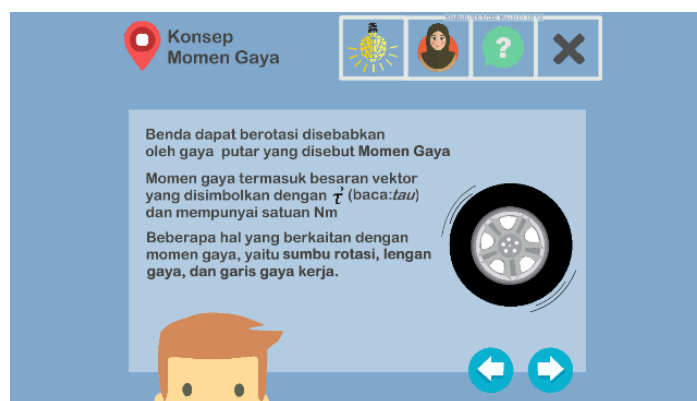 Konsep
Momen Gaya
?
Benda dapat berotasi disebabkan
oleh gaya putar yang disebut Momen Gaya
Momen gaya termasuk besaran vektor
yang disimbolkan dengan τ⃗ (baca:tau)
dan mempunyai satuan Nm
Beberapa hal yang berkaitan dengan
momen gaya, yaitu sumbu rotasi, lengan
gaya, dan garis gaya kerja.